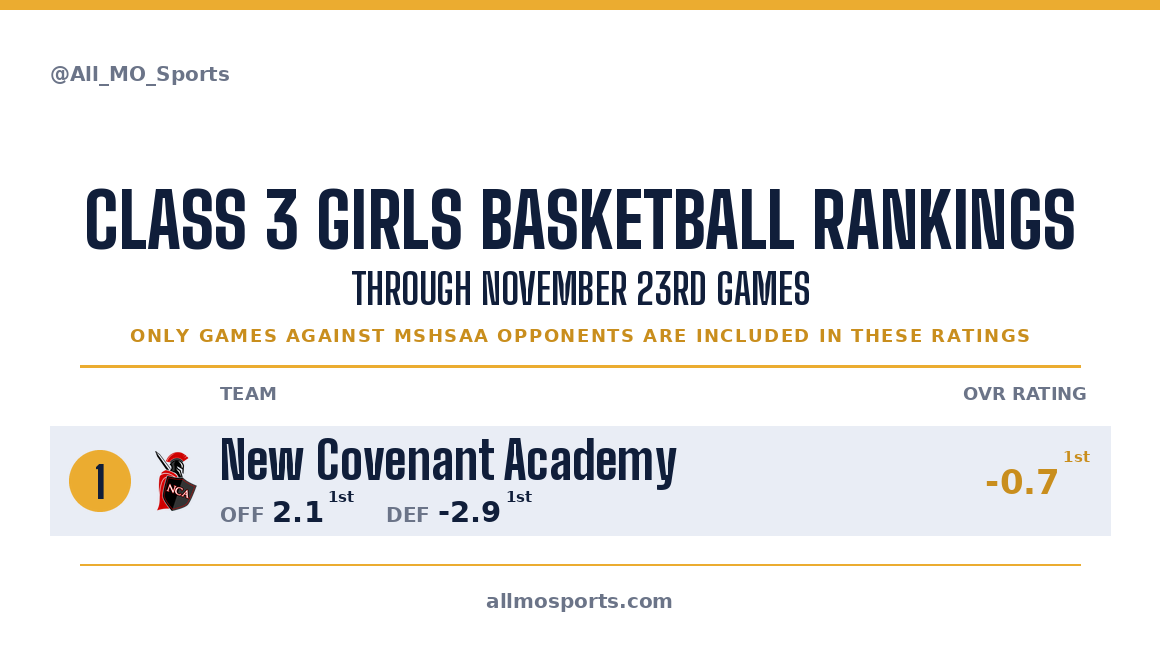 @All_MO_Sports
CLASS 3 GIRLS BASKETBALL RANKINGS
THROUGH NOVEMBER 23RD GAMES
ONLY GAMES AGAINST MSHSAA OPPONENTS ARE INCLUDED IN THESE RATINGS
TEAM OVR RATING
1 NCA New Covenant Academy -0.7 1st
OFF 2.1 1st DEF -2.9 1st
allmosports.com